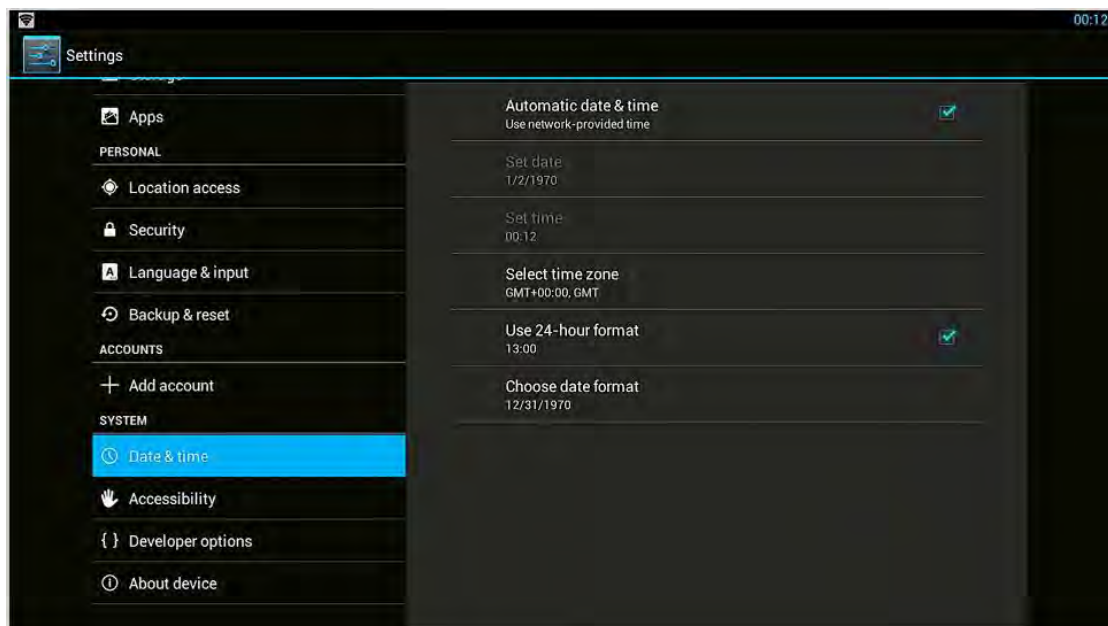 00:12
Settings
Apps
PERSONAL
Location access
Security
Language & input
Backup & reset
ACCOUNTS
Add account
SYSTEM
Date & time
Accessibility
Developer options
About device
Automatic date & time
Use network-provided time
Set date
1/2/1970
Set time
00:12
Select time zone
GMT+00:00, GMT
Use 24-hour format
13:00
Choose date format
12/31/1970